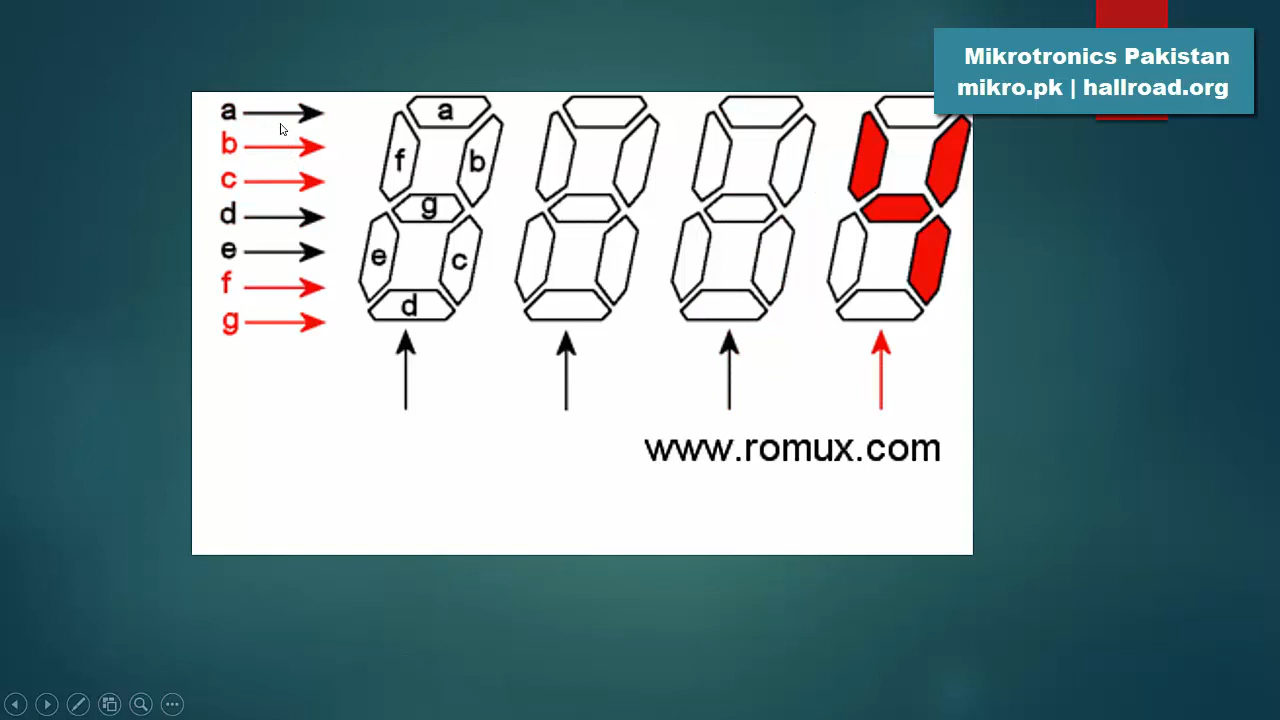 Mikrotronics Pakistan
mikro.pk | hallroad.org
a
b
c
d
e
f
g
a
f
b
g
e
c
d
www.romux.com